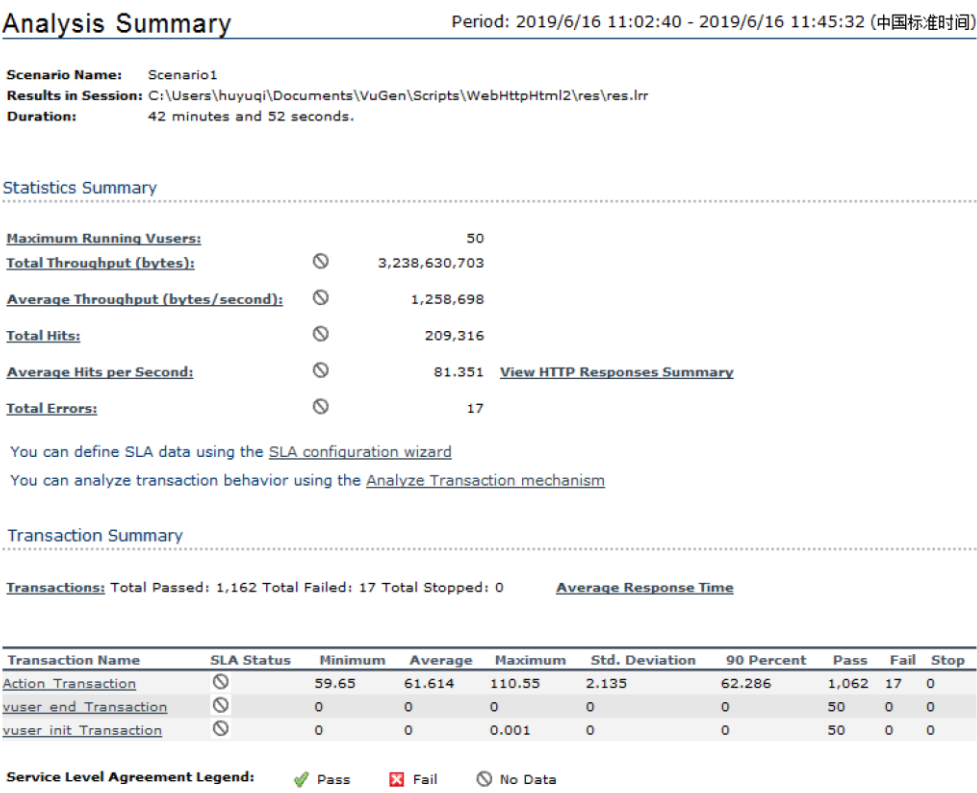 Analysis Summary Period: 2019/6/16 11:02:40 - 2019/6/16 11:45:32 (中国标准时间)
Scenario Name: Scenario1
Results in Session: C:\Users\huyuqi\Documents\VuGen\Scripts\WebHttpHtml2\res\res.lrr
Duration: 42 minutes and 52 seconds.
Statistics Summary
Maximum Running Vusers: 50
Total Throughput (bytes): 3,238,630,703
Average Throughput (bytes/second): 1,258,698
Total Hits: 209,316
Average Hits per Second: 81.351 View HTTP Responses Summary
Total Errors: 17
You can define SLA data using the SLA configuration wizard
You can analyze transaction behavior using the Analyze Transaction mechanism
Transaction Summary
Transactions: Total Passed: 1,162 Total Failed: 17 Total Stopped: 0 Average Response Time
Transaction Name SLA Status Minimum Average Maximum Std. Deviation 90 Percent Pass Fail Stop
Action_Transaction 59.65 61.614 110.55 2.135 62.286 1,062 17 0
vuser_end_Transaction 0 0 0 0 0 50 0 0
vuser_init_Transaction 0 0 0.001 0 0 50 0 0
Service Level Agreement Legend: Pass Fail No Data